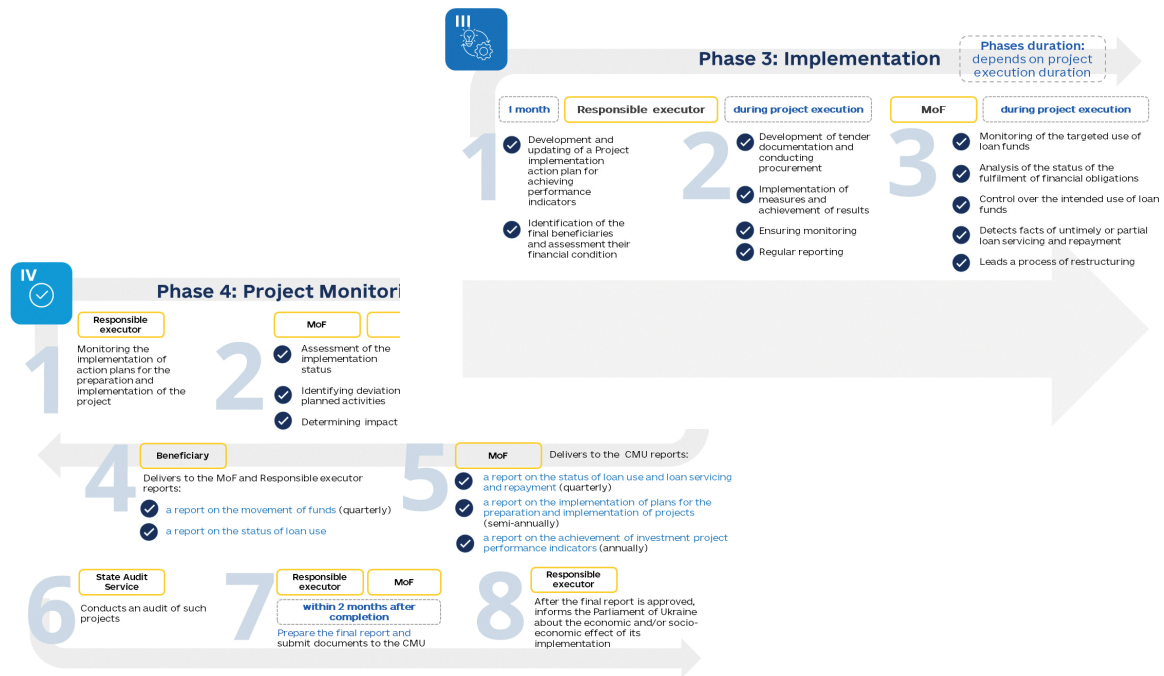 III
Phase 3: Implementation
Phases duration:
depends on project
execution duration
1 month
Responsible executor
during project execution
MoF
during project execution
1
Development and
updating of a Project
implementation
action plan for
achieving
performance
indicators
Identification of the
final beneficiaries
and assessment their
financial condition
2
Development of tender
documentation and
conducting
procurement
Implementation of
measures and
achievement of results
Ensuring monitoring
Regular reporting
3
Monitoring of the targeted use of
loan funds
Analysis of the status of the
fulfilment of financial obligations
Control over the intended use of loan
funds
Detects facts of untimely or partial
loan servicing and repayment
Leads a process of restructuring
IV
Phase 4: Project Monitori
1
Responsible
executor
Monitoring the
implementation of
action plans for the
preparation and
implementation of the
project
2
MoF
Assessment of the
implementation
status
Identifying deviation
planned activities
Determining impact
4
Beneficiary
Delivers to the MoF and Responsible executor
reports:
a report on the movement of funds (quarterly)
a report on the status of loan use
5
MoF
Delivers to the CMU reports:
a report on the status of loan use and loan servicing
and repayment (quarterly)
a report on the implementation of plans for the
preparation and implementation of projects
(semi-annually)
a report on the achievement of investment project
performance indicators (annually)
6
State Audit
Service
Conducts an audit of such
projects
7
Responsible
executor
MoF
within 2 months after
completion
Prepare the final report and
submit documents to the CMU
8
Responsible
executor
After the final report is approved,
informs the Parliament of Ukraine
about the economic and/or socio-
economic effect of its
implementation